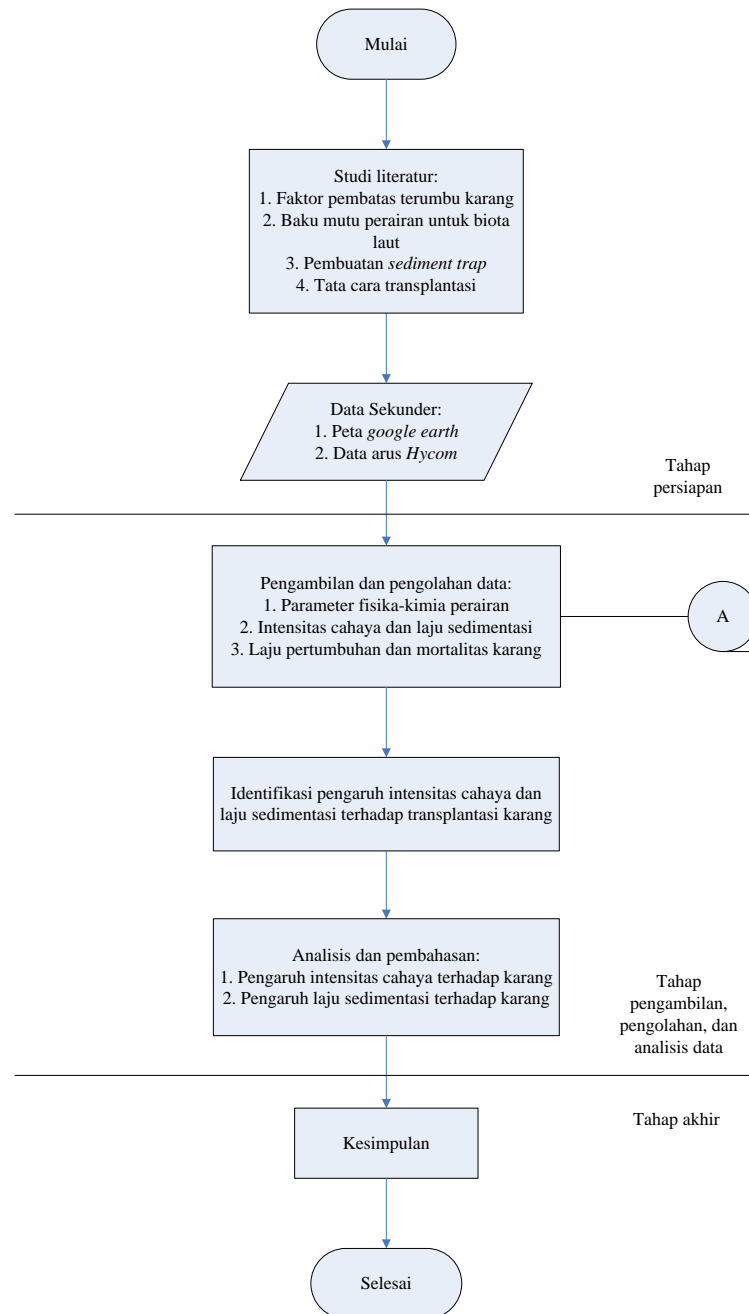 Mulai
Studi literatur:
1. Faktor pembatas terumbu karang
2. Baku mutu perairan untuk biota
laut
3. Pembuatan sediment trap
4. Tata cara transplantasi
Data Sekunder:
1. Peta google earth
2. Data arus Hycom
Tahap
persiapan
Pengambilan dan pengolahan data:
1. Parameter fisika-kimia perairan
2. Intensitas cahaya dan laju sedimentasi
3. Laju pertumbuhan dan mortalitas karang
A
Identifikasi pengaruh intensitas cahaya dan
laju sedimentasi terhadap transplantasi karang
Analisis dan pembahasan:
1. Pengaruh intensitas cahaya terhadap karang
2. Pengaruh laju sedimentasi terhadap karang
Tahap
pengambilan,
pengolahan, dan
analisis data
Tahap akhir
Kesimpulan
Selesai